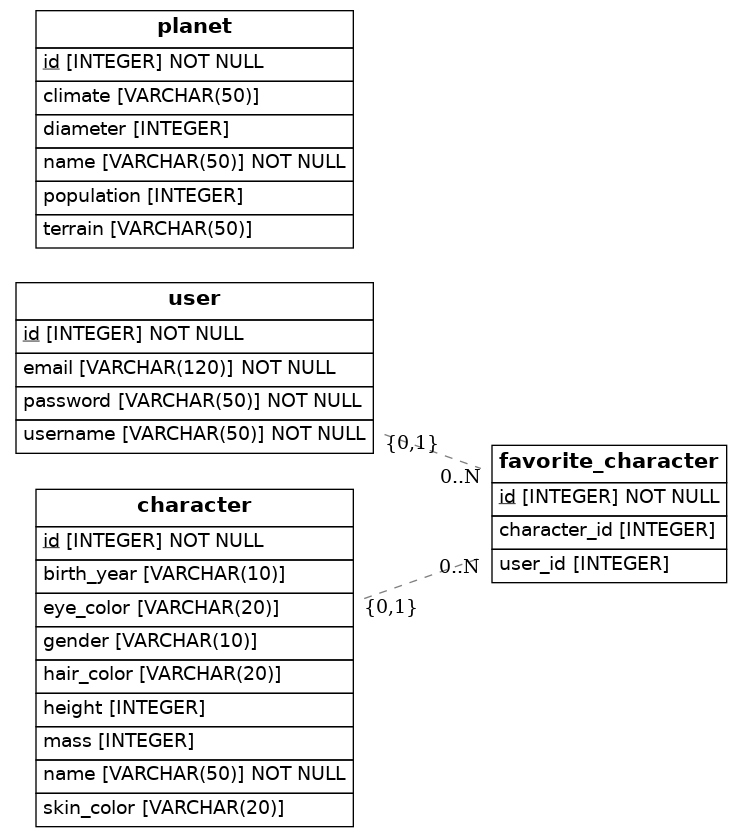 planet
id [INTEGER] NOT NULL
climate [VARCHAR(50)]
diameter [INTEGER]
name [VARCHAR(50)] NOT NULL
population [INTEGER]
terrain [VARCHAR(50)]
user
id [INTEGER] NOT NULL
email [VARCHAR(120)] NOT NULL
password [VARCHAR(50)] NOT NULL
username [VARCHAR(50)] NOT NULL
{0,1}
0..N
favorite_character
id [INTEGER] NOT NULL
character_id [INTEGER]
user_id [INTEGER]
0..N
{0,1}
character
id [INTEGER] NOT NULL
birth_year [VARCHAR(10)]
eye_color [VARCHAR(20)]
gender [VARCHAR(10)]
hair_color [VARCHAR(20)]
height [INTEGER]
mass [INTEGER]
name [VARCHAR(50)] NOT NULL
skin_color [VARCHAR(20)]